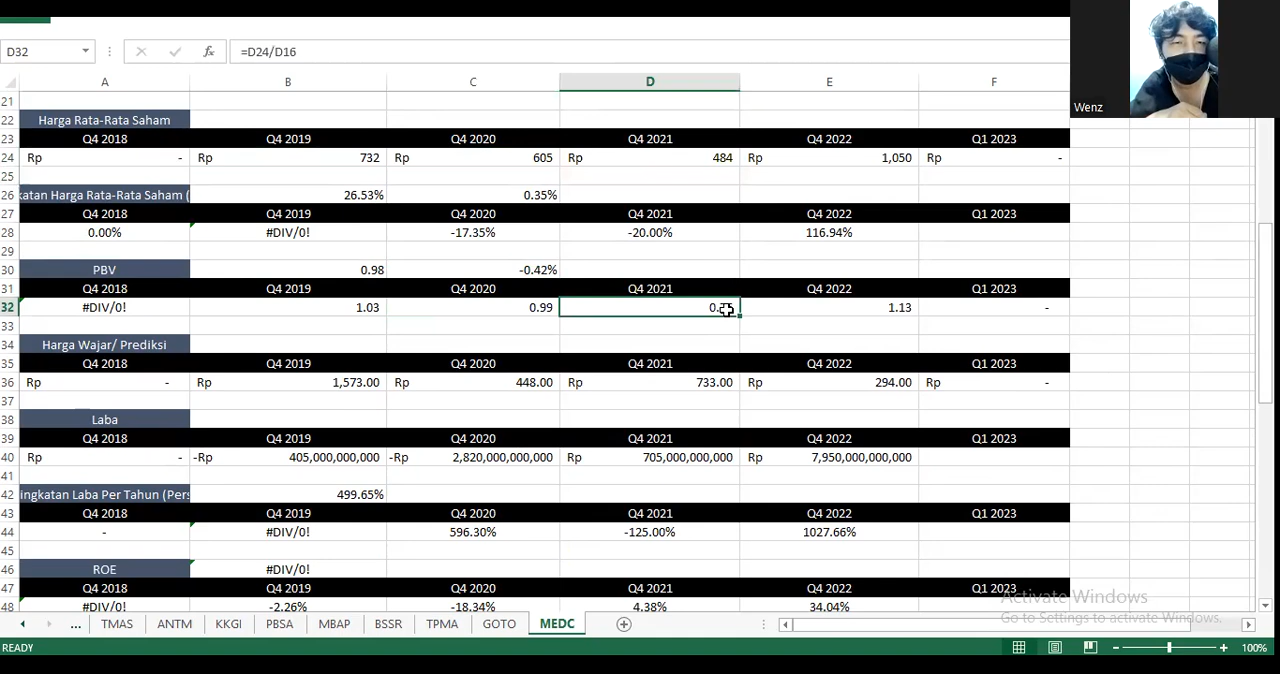 D32 fx =D24/D16
Wenz
A B C D E F
21
22 Harga Rata-Rata Saham
23 Q4 2018 Q4 2019 Q4 2020 Q4 2021 Q4 2022 Q1 2023
24 Rp - Rp 732 Rp 605 Rp 484 Rp 1,050 Rp -
25
26 katan Harga Rata-Rata Saham ( 26.53% 0.35%
27 Q4 2018 Q4 2019 Q4 2020 Q4 2021 Q4 2022 Q1 2023
28 0.00% #DIV/0! -17.35% -20.00% 116.94%
29
30 PBV 0.98 -0.42%
31 Q4 2018 Q4 2019 Q4 2020 Q4 2021 Q4 2022 Q1 2023
32 #DIV/0! 1.03 0.99 1.13 -
33
34 Harga Wajar/ Prediksi
35 Q4 2018 Q4 2019 Q4 2020 Q4 2021 Q4 2022 Q1 2023
36 Rp - Rp 1,573.00 Rp 448.00 Rp 733.00 Rp 294.00 Rp -
37
38 Laba
39 Q4 2018 Q4 2019 Q4 2020 Q4 2021 Q4 2022 Q1 2023
40 Rp - -Rp 405,000,000,000 -Rp 2,820,000,000,000 Rp 705,000,000,000 Rp 7,950,000,000,000
41
42 ingkatan Laba Per Tahun (Pers 499.65%
43 Q4 2018 Q4 2019 Q4 2020 Q4 2021 Q4 2022 Q1 2023
44 - #DIV/0! 596.30% -125.00% 1027.66%
45
46 ROE #DIV/0!
47 Q4 2018 Q4 2019 Q4 2020 Q4 2021 Q4 2022 Q1 2023
48 #DIV/0! -2.26% -18.34% 4.38% 34.04%
Activate Windows
Go to Settings to activate Windows.
... TMAS ANTM KKGI PBSA MBAP BSSR TPMA GOTO MEDC
READY 100%